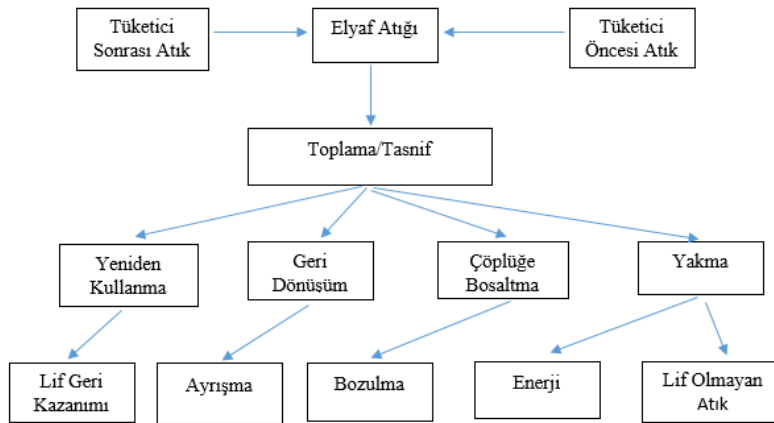 Tüketici
Sonrası Atık
Elyaf Atığı
Tüketici
Öncesi Atık
Toplama/Tasnif
Yeniden
Kullanma
Geri
Dönüşüm
Çöplüğe
Bosaltma
Yakma
Lif Geri
Kazanımı
Ayrışma
Bozulma
Enerji
Lif Olmayan
Atık